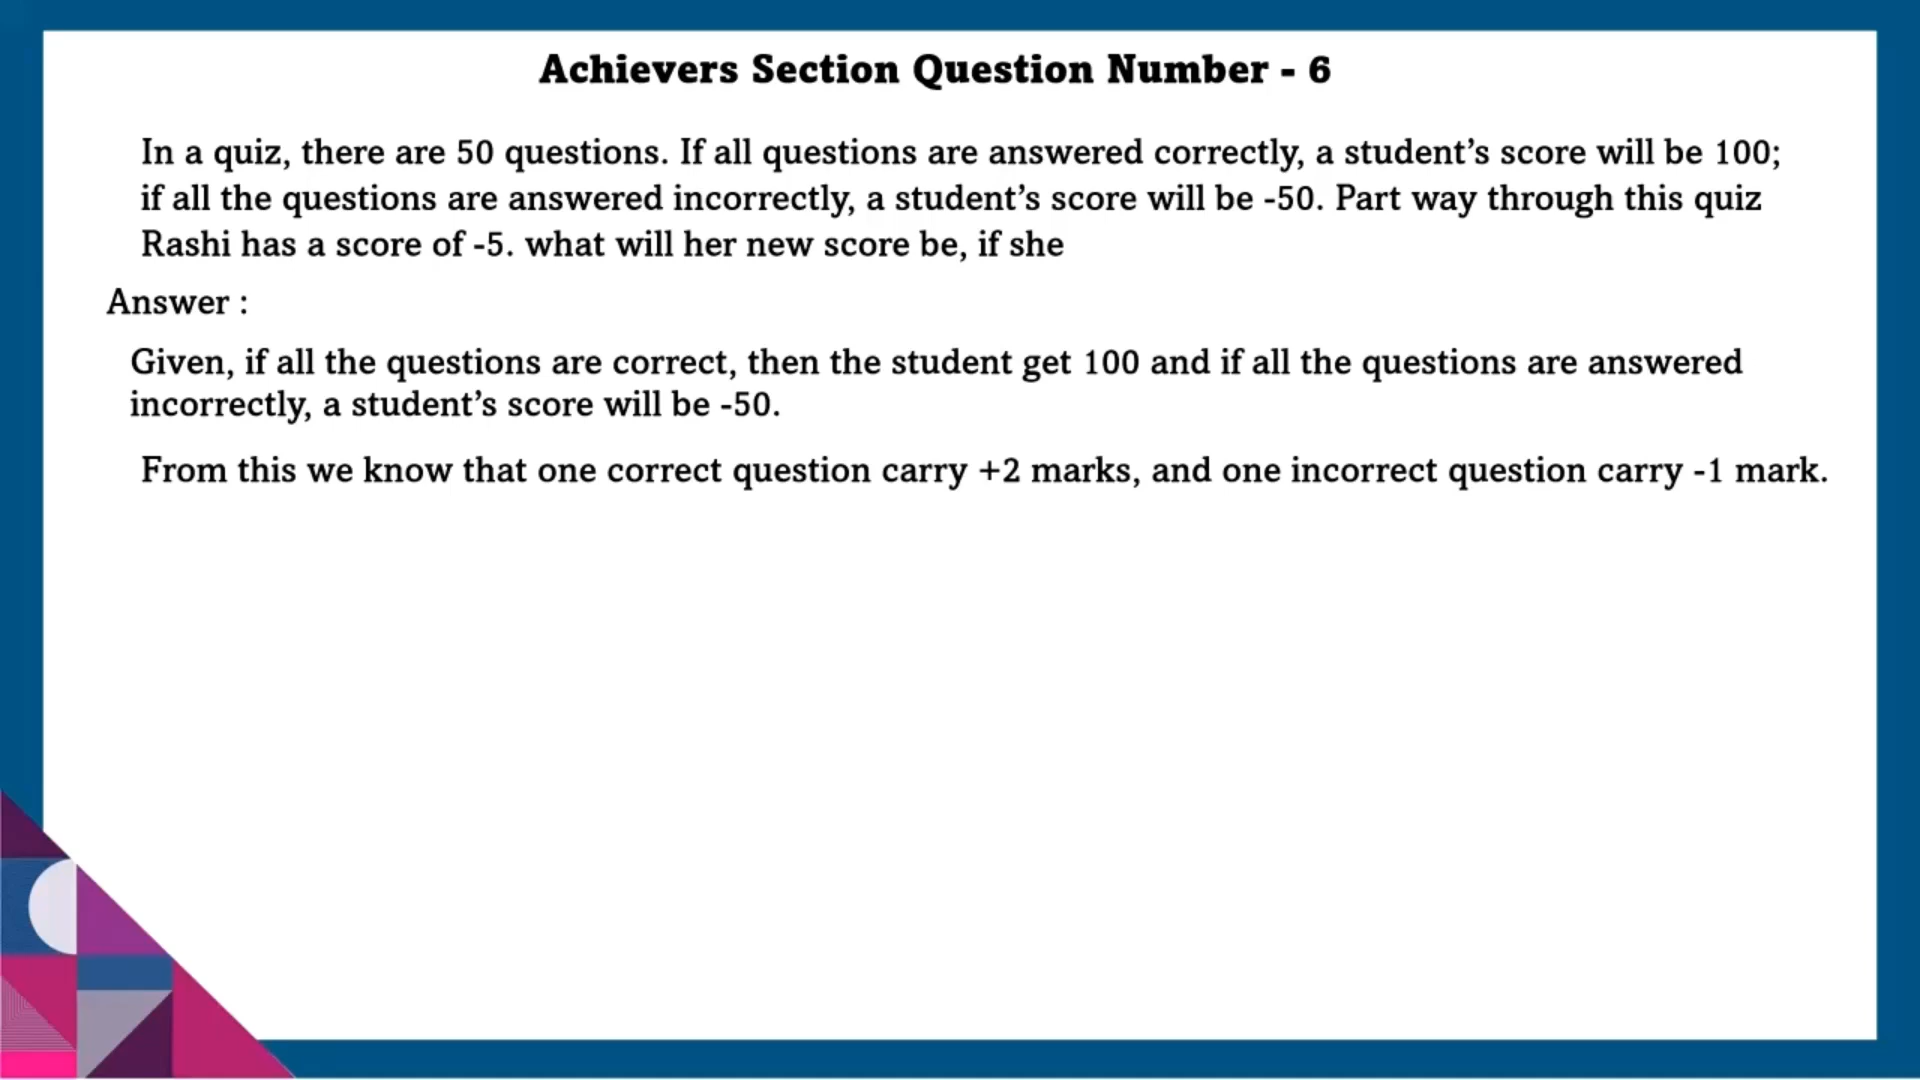 Achievers Section Question Number - 6
In a quiz, there are 50 questions. If all questions are answered correctly, a student’s score will be 100;
if all the questions are answered incorrectly, a student’s score will be -50. Part way through this quiz
Rashi has a score of -5. what will her new score be, if she
Answer :
Given, if all the questions are correct, then the student get 100 and if all the questions are answered
incorrectly, a student’s score will be -50.
From this we know that one correct question carry +2 marks, and one incorrect question carry -1 mark.